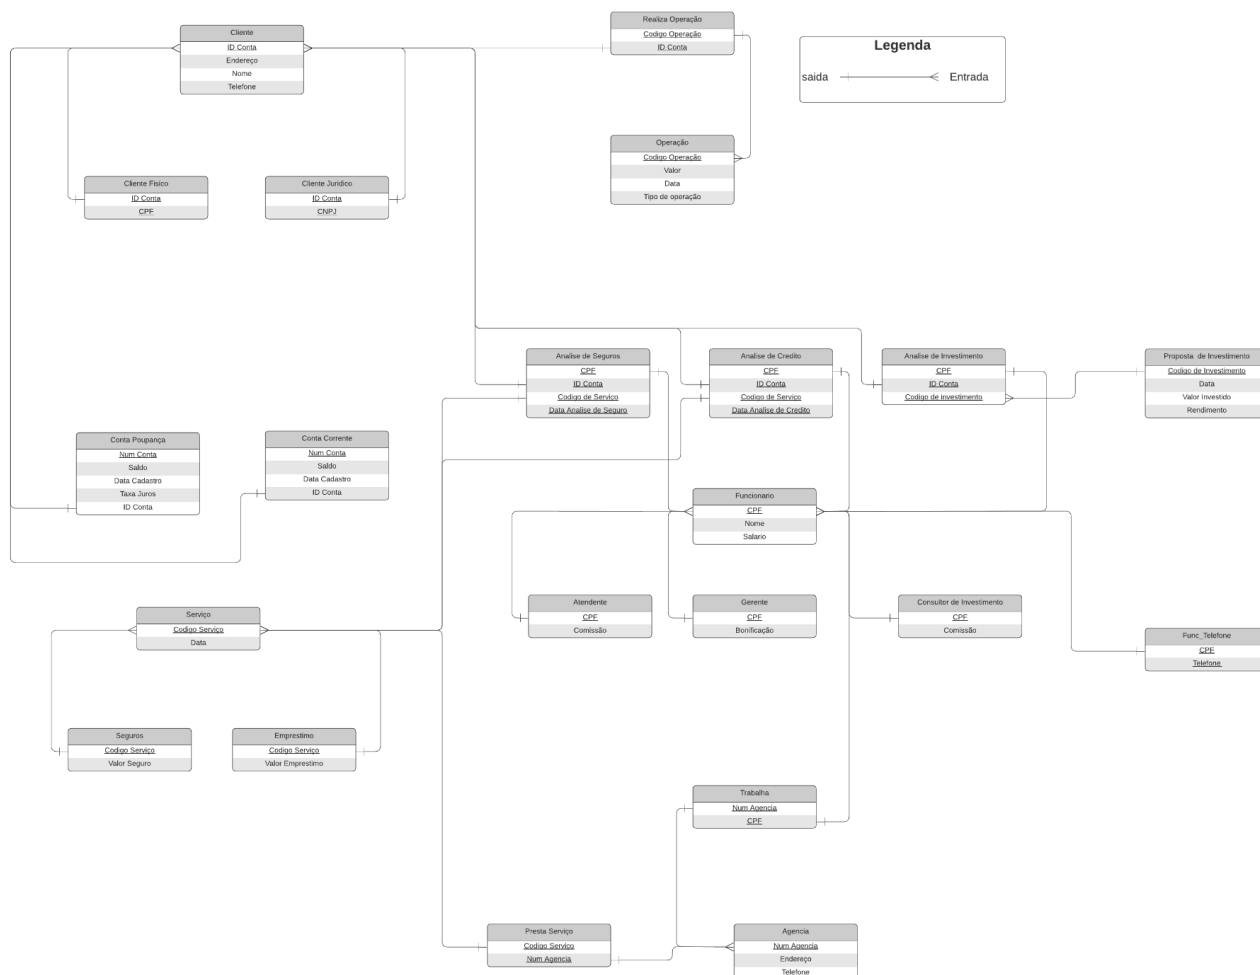 Cliente
ID Conta
Endereço
Nome
Telefone
Realiza Operação
Codigo Operação
ID Conta
Legenda
saida
Entrada
Operação
Codigo Operação
Valor
Data
Tipo de operação
Cliente Fisico
ID Conta
CPF
Cliente Juridico
ID Conta
CNPJ
Analise de Seguros
CPF
ID Conta
Codigo de Serviço
Data Analise de Seguro
Analise de Credito
CPF
ID Conta
Codigo de Serviço
Data Analise de Credito
Analise de Investimento
CPF
ID Conta
Codigo de investimento
Proposta de Investimento
Codigo de Investimento
Data
Valor Investido
Rendimento
Conta Poupança
Num Conta
Saldo
Data Cadastro
Taxa Juros
ID Conta
Conta Corrente
Num Conta
Saldo
Data Cadastro
ID Conta
Funcionario
CPF
Nome
Salario
Atendente
CPF
Comissão
Gerente
CPF
Bonificação
Consultor de Investimento
CPF
Comissão
Serviço
Codigo Serviço
Data
Func_Telefone
CPF
Telefone
Seguros
Codigo Serviço
Valor Seguro
Emprestimo
Codigo Serviço
Valor Emprestimo
Trabalha
Num Agencia
CPF
Presta Serviço
Codigo Serviço
Num Agencia
Agencia
Num Agencia
Endereço
Telefone